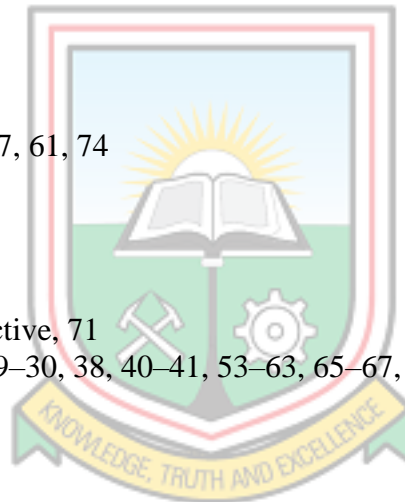 7, 61, 74
ctive, 71
9–30, 38, 40–41, 53–63, 65–67,
KNOWLEDGE, TRUTH AND EXCELLENCE